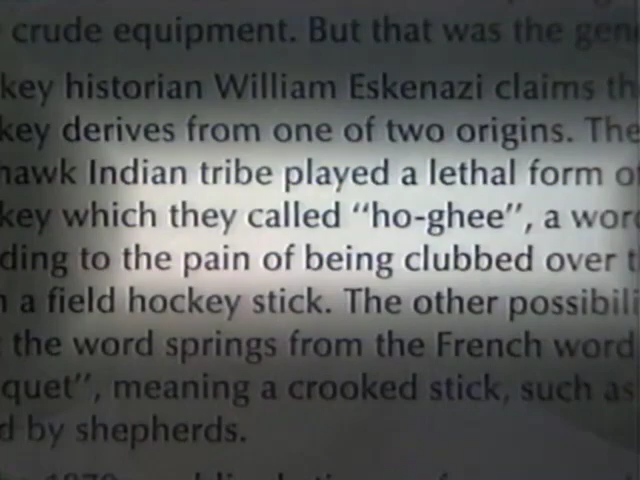 crude equipment. But that was the gen
key historian William Eskenazi claims th
key derives from one of two origins. The
hawk Indian tribe played a lethal form of
key which they called “ho-ghee”, a word
ding to the pain of being clubbed over t
a field hockey stick. The other possibili
the word springs from the French word
quet”, meaning a crooked stick, such as
d by shepherds.